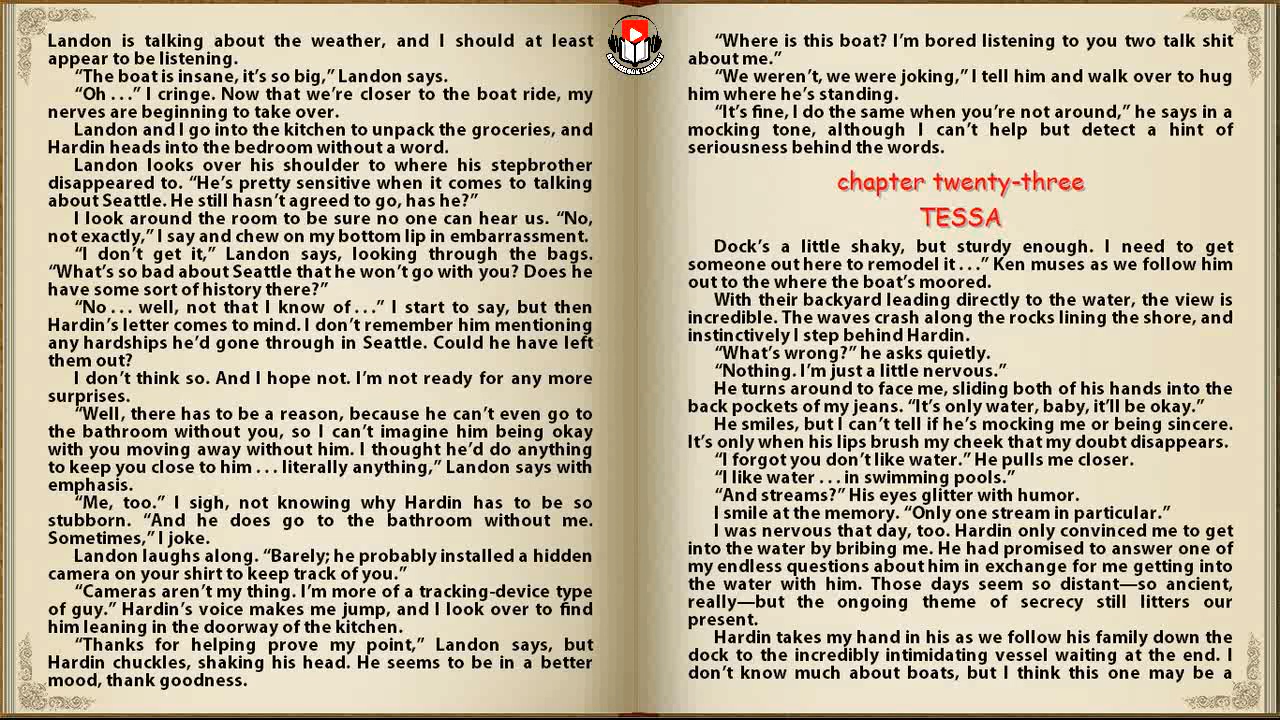 Landon is talking about the weather, and I should at least
appear to be listening.
“The boat is insane, it’s so big,” Landon says.
“Oh . . .” I cringe. Now that we’re closer to the boat ride, my
nerves are beginning to take over.
Landon and I go into the kitchen to unpack the groceries, and
Hardin heads into the bedroom without a word.
Landon looks over his shoulder to where his stepbrother
disappeared to. “He’s pretty sensitive when it comes to talking
about Seattle. He still hasn’t agreed to go, has he?”
I look around the room to be sure no one can hear us. “No,
not exactly,” I say and chew on my bottom lip in embarrassment.
“I don’t get it,” Landon says, looking through the bags.
“What’s so bad about Seattle that he won’t go with you? Does he
have some sort of history there?”
“No . . . well, not that I know of . . .” I start to say, but then
Hardin’s letter comes to mind. I don’t remember him mentioning
any hardships he’d gone through in Seattle. Could he have left
them out?
I don’t think so. And I hope not. I’m not ready for any more
surprises.
“Well, there has to be a reason, because he can’t even go to
the bathroom without you, so I can’t imagine him being okay
with you moving away without him. I thought he’d do anything
to keep you close to him . . . literally anything,” Landon says with
emphasis.
“Me, too.” I sigh, not knowing why Hardin has to be so
stubborn. “And he does go to the bathroom without me.
Sometimes,” I joke.
Landon laughs along. “Barely; he probably installed a hidden
camera on your shirt to keep track of you.”
“Cameras aren’t my thing. I’m more of a tracking-device type
of guy.” Hardin’s voice makes me jump, and I look over to find
him leaning in the doorway of the kitchen.
“Thanks for helping prove my point,” Landon says, but
Hardin chuckles, shaking his head. He seems to be in a better
mood, thank goodness.
“Where is this boat? I’m bored listening to you two talk shit
about me.”
“We weren’t, we were joking,” I tell him and walk over to hug
him where he’s standing.
“It’s fine, I do the same when you’re not around,” he says in a
mocking tone, although I can’t help but detect a hint of
seriousness behind the words.
chapter twenty-three
TESSA
Dock’s a little shaky, but sturdy enough. I need to get
someone out here to remodel it . . .” Ken muses as we follow him
out to the where the boat’s moored.
With their backyard leading directly to the water, the view is
incredible. The waves crash along the rocks lining the shore, and
instinctively I step behind Hardin.
“What’s wrong?” he asks quietly.
“Nothing. I’m just a little nervous.”
He turns around to face me, sliding both of his hands into the
back pockets of my jeans. “It’s only water, baby, it’ll be okay.”
He smiles, but I can’t tell if he’s mocking me or being sincere.
It’s only when his lips brush my cheek that my doubt disappears.
“I forgot you don’t like water.” He pulls me closer.
“I like water . . . in swimming pools.”
“And streams?” His eyes glitter with humor.
I smile at the memory. “Only one stream in particular.”
I was nervous that day, too. Hardin only convinced me to get
into the water by bribing me. He had promised to answer one of
my endless questions about him in exchange for me getting into
the water with him. Those days seem so distant—so ancient,
really—but the ongoing theme of secrecy still litters our
present.
Hardin takes my hand in his as we follow his family down the
dock to the incredibly intimidating vessel waiting at the end. I
don’t know much about boats, but I think this one may be a